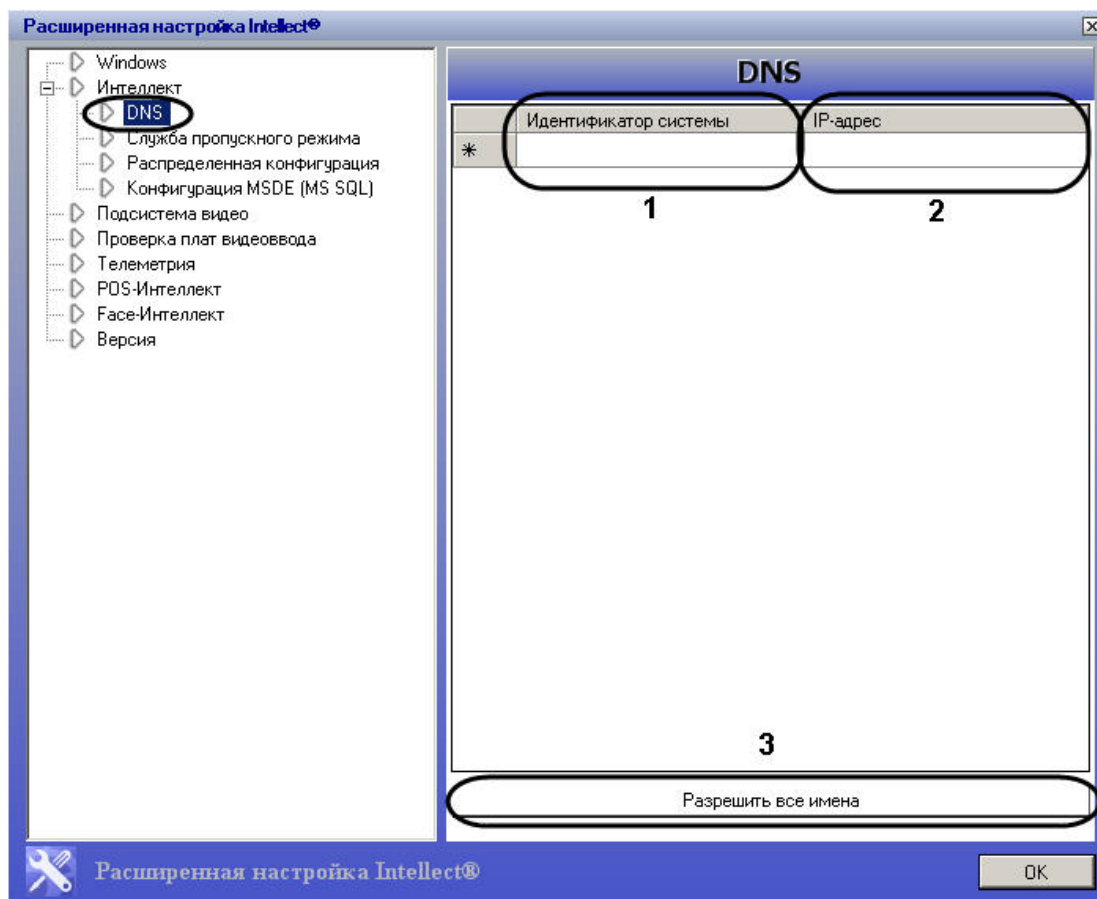 Расширенная настройка Intellect®
Windows
Интеллект
DNS
Служба пропускного режима
Распределенная конфигурация
Конфигурация MSDE (MS SQL)
Подсистема видео
Проверка плат видеоввода
Телеметрия
POS-Интеллект
Face-Интеллект
Версия
DNS
Идентификатор системы IP-адрес
*
1 2
3
Разрешить все имена
Расширенная настройка Intellect®
OK